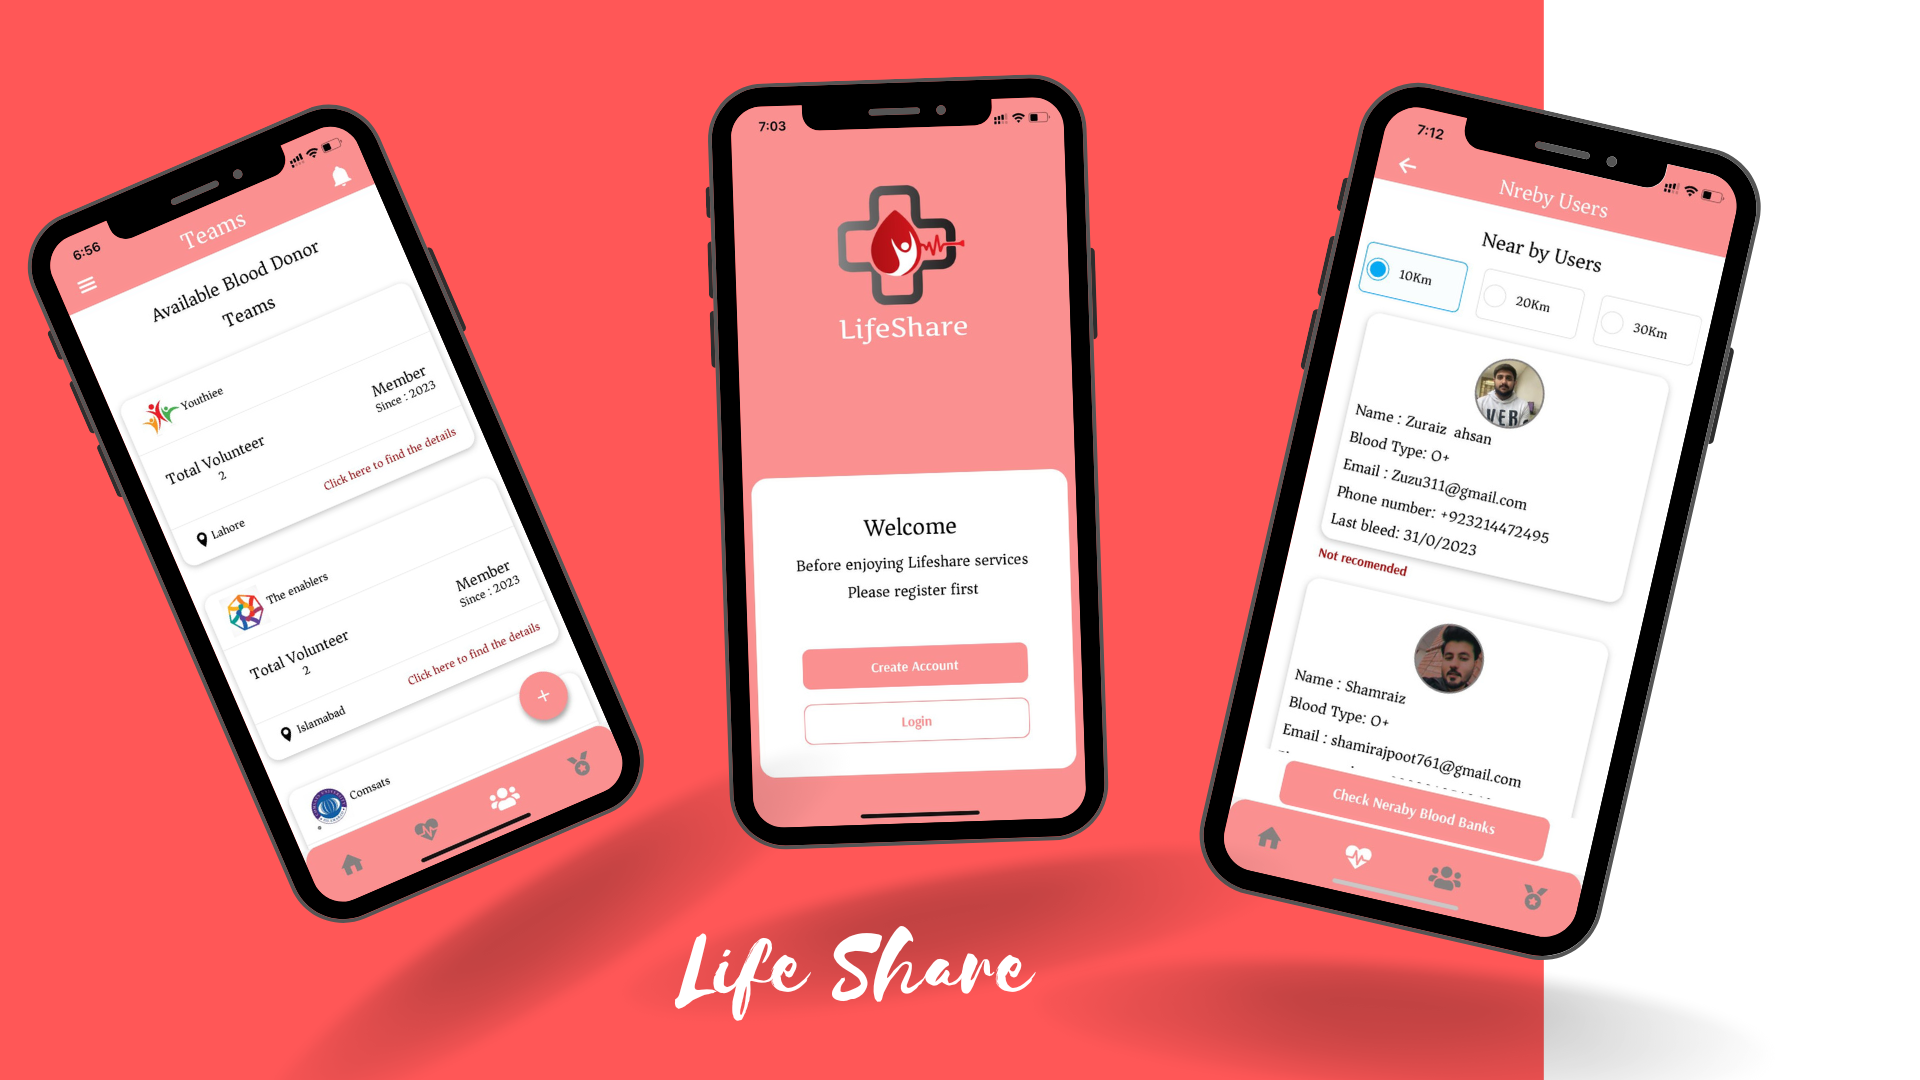 6:56
Teams
Available Blood Donor
Teams
Youthiee
Member
Since : 2023
Total Volunteer
2
Click here to find the details
Lahore
The enablers
Member
Since : 2023
Total Volunteer
2
Click here to find the details
Islamabad
+
Comsats
7:03
LifeShare
Welcome
Before enjoying Lifeshare services
Please register first
Create Account
Login
7:12
Nreby Users
Near by Users
10Km
20Km
30Km
Name : Zuraiz ahsan
Blood Type: O+
Email : Zuzu311@gmail.com
Phone number: +923214472495
Last bleed: 31/0/2023
Not recomended
Name : Shamraiz
Blood Type: O+
Email : shamirajpoot761@gmail.com
Check Neraby Blood Banks
Life Share